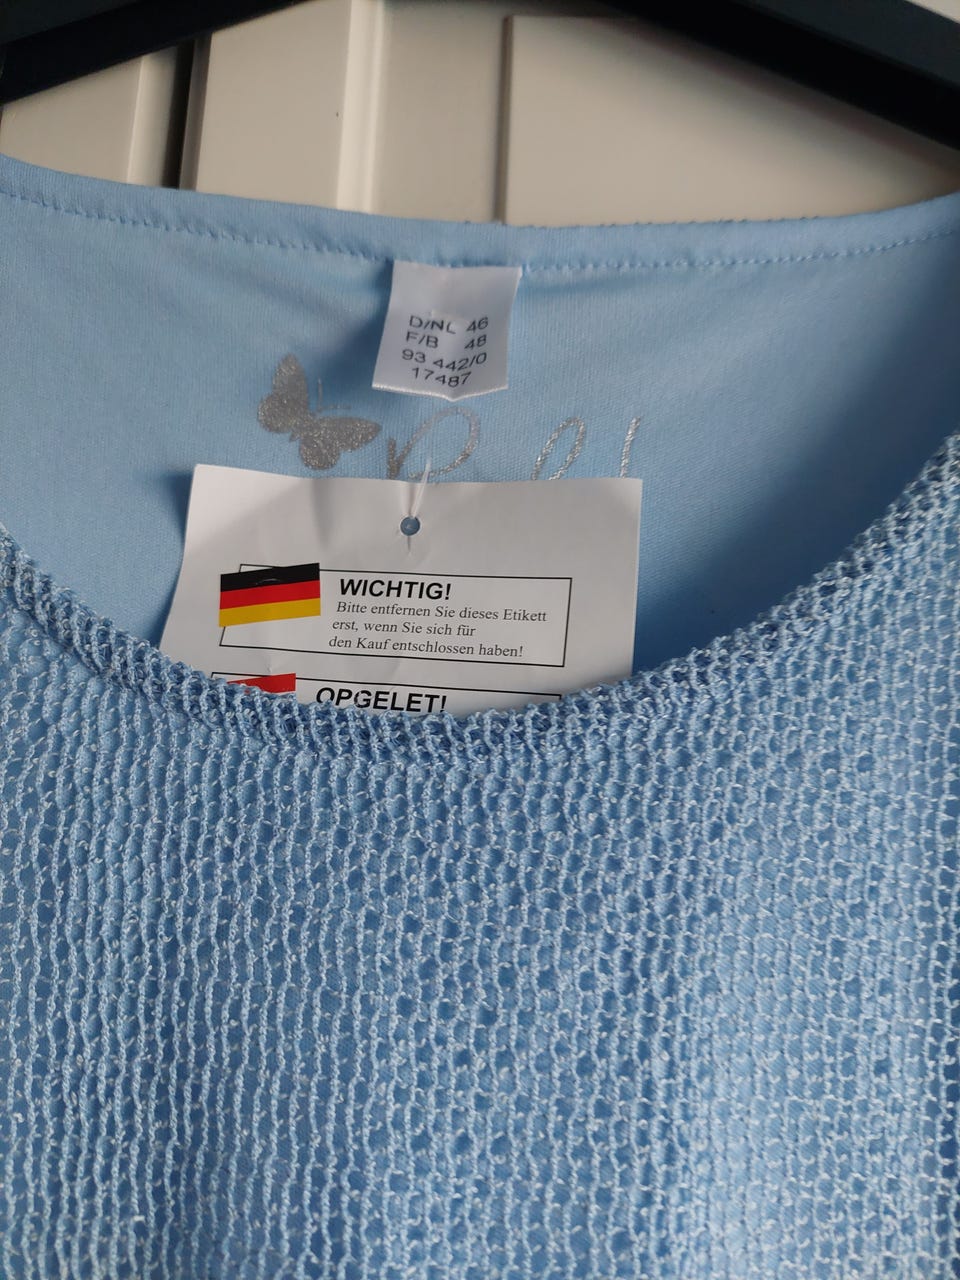 D/NL 46
F/B 48
93 442/0
17487
WICHTIG!
Bitte entfernen Sie dieses Etikett
erst, wenn Sie sich für
den Kauf entschlossen haben!
OPGELET!